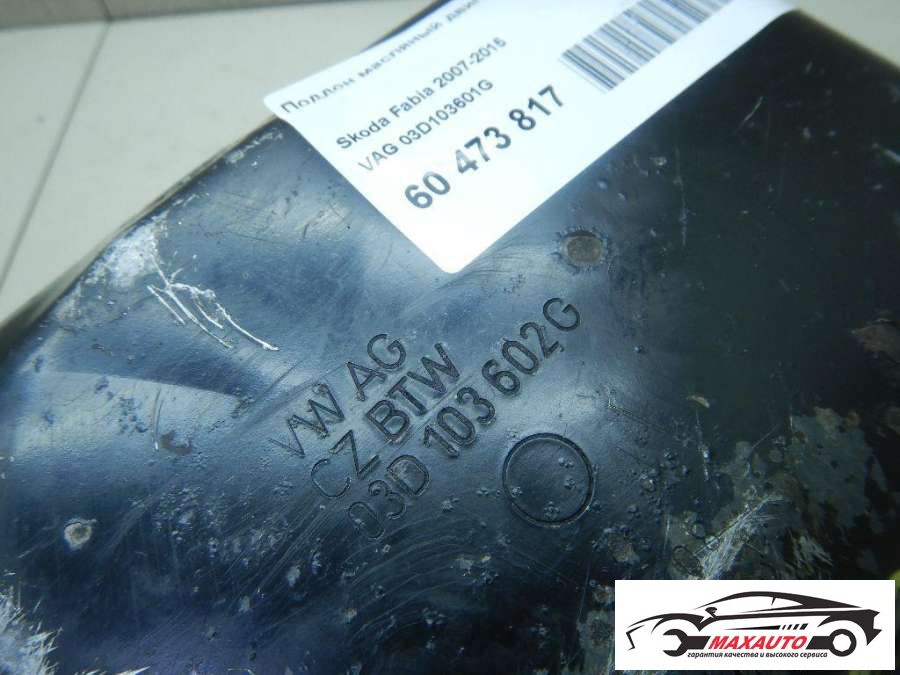 Поддон масляный
Skoda Fabia 2007-2015
VAG 03D103601G
60 473 817
VW AG
CZ BTW
03D 103 602G
MAXAUTO
гарантия качества и высокого сервиса